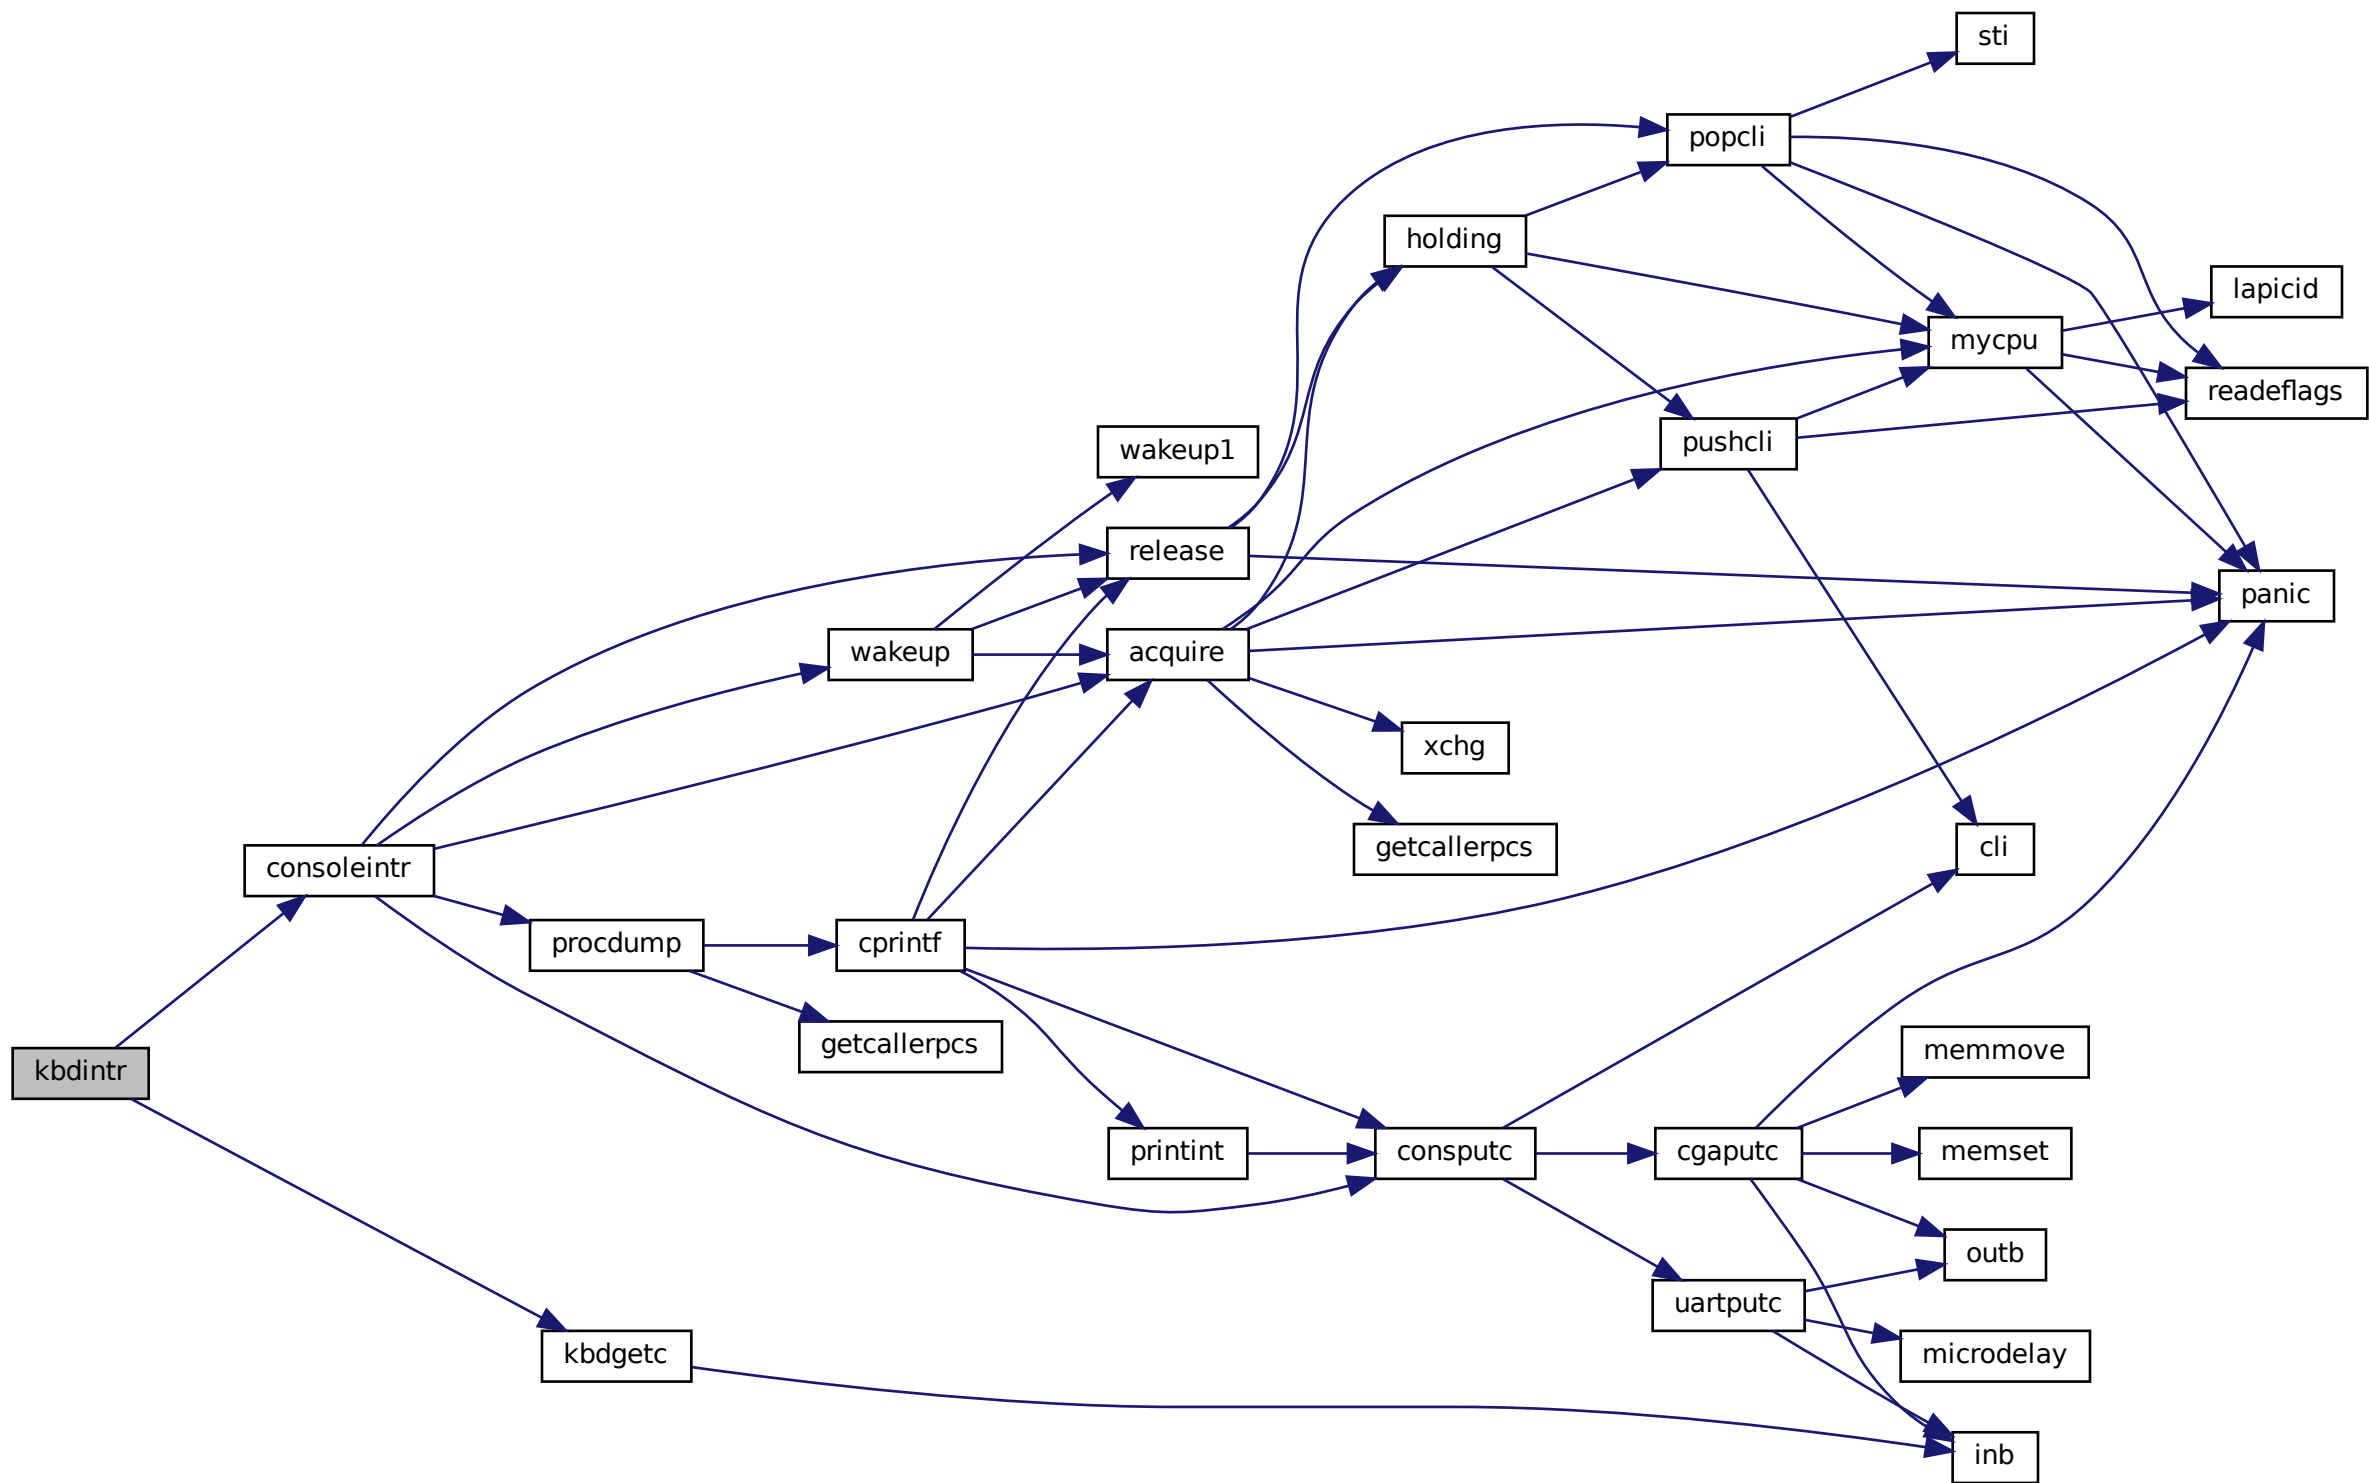 sti
popcli
holding
lapicid
mycpu
readeflags
wakeup1
pushcli
release
panic
wakeup
acquire
xchg
getcallerpcs
cli
consoleintr
procdump
cprintf
getcallerpcs
memmove
kbdintr
printint
consputc
cgaputc
memset
outb
uartputc
kbdgetc
microdelay
inb